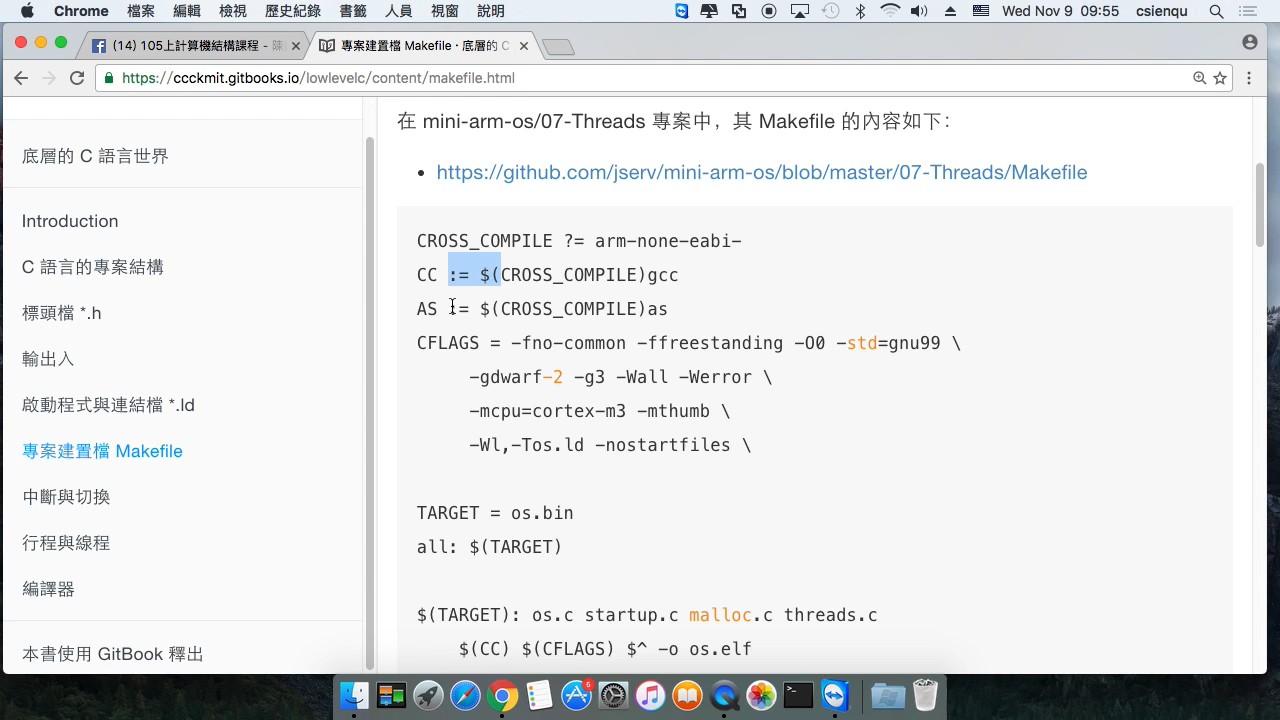 Chrome 檔案 編輯 檢視 歷史紀錄 書籤 人員 視窗 說明 Wed Nov 9 09:55 csienqu
(14) 105上計算機結構課程 - 陳 專案建置檔 Makefile · 底層的 C
https://ccckmit.gitbooks.io/lowlevelc/content/makefile.html
底層的 C 語言世界
Introduction
C 語言的專案結構
標頭檔 *.h
輸出入
啟動程式與連結檔 *.ld
專案建置檔 Makefile
中斷與切換
行程與線程
編譯器
本書使用 GitBook 釋出
在 mini-arm-os/07-Threads 專案中，其 Makefile 的內容如下：
• https://github.com/jserv/mini-arm-os/blob/master/07-Threads/Makefile
CROSS_COMPILE ?= arm-none-eabi-
CC := $(CROSS_COMPILE)gcc
AS := $(CROSS_COMPILE)as
CFLAGS = -fno-common -ffreestanding -O0 -std=gnu99 \
-gdwarf-2 -g3 -Wall -Werror \
-mcpu=cortex-m3 -mthumb \
-Wl,-Tos.ld -nostartfiles \
TARGET = os.bin
all: $(TARGET)
$(TARGET): os.c startup.c malloc.c threads.c
$(CC) $(CFLAGS) $^ -o os.elf
6